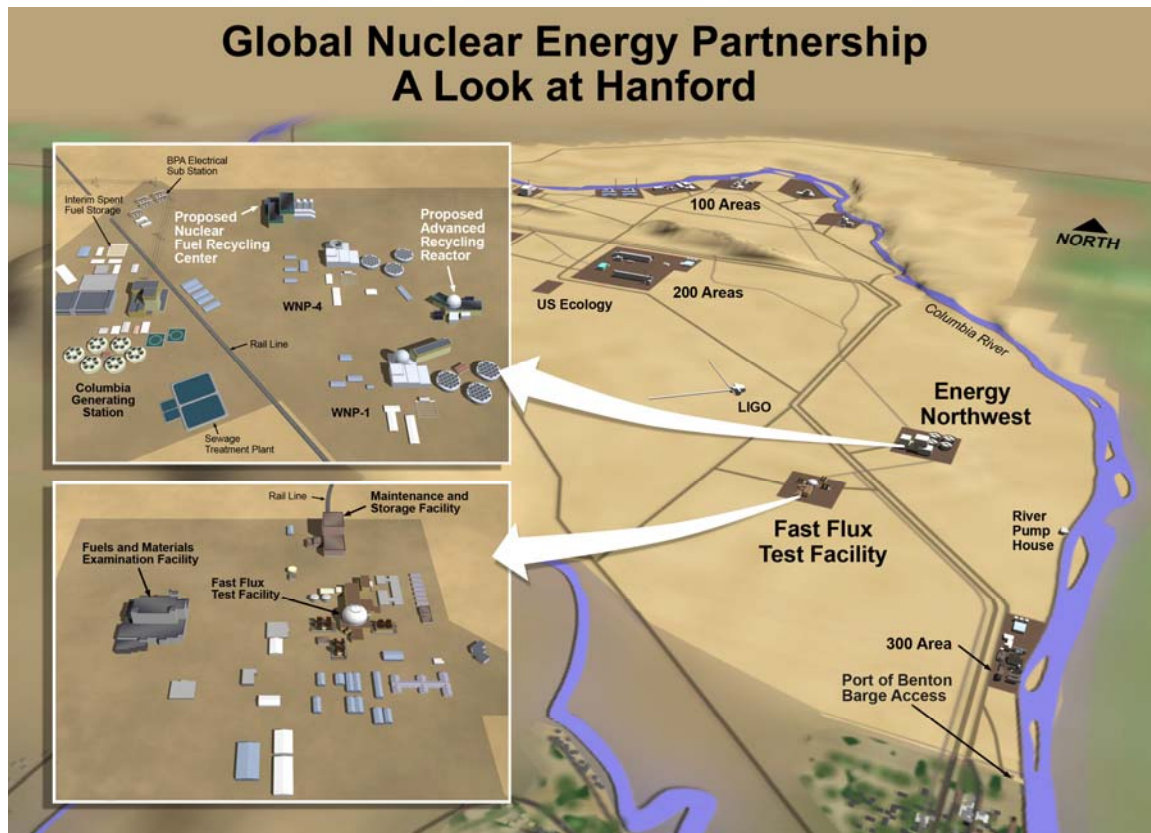 Global Nuclear Energy Partnership
A Look at Hanford
BPA Electrical
Sub Station
Interim Spent
Fuel Storage
Proposed
Nuclear
Fuel Recycling
Center
Proposed
Advanced
Recycling
Reactor
WNP-4
Rail Line
Columbia
Generating
Station
WNP-1
Sewage
Treatment Plant
100 Areas
NORTH
200 Areas
US Ecology
Columbia River
LIGO
Energy
Northwest
Fast Flux
Test Facility
River
Pump
House
300 Area
Port of Benton
Barge Access
Rail Line
Maintenance and
Storage Facility
Fuels and Materials
Examination Facility
Fast Flux
Test Facility